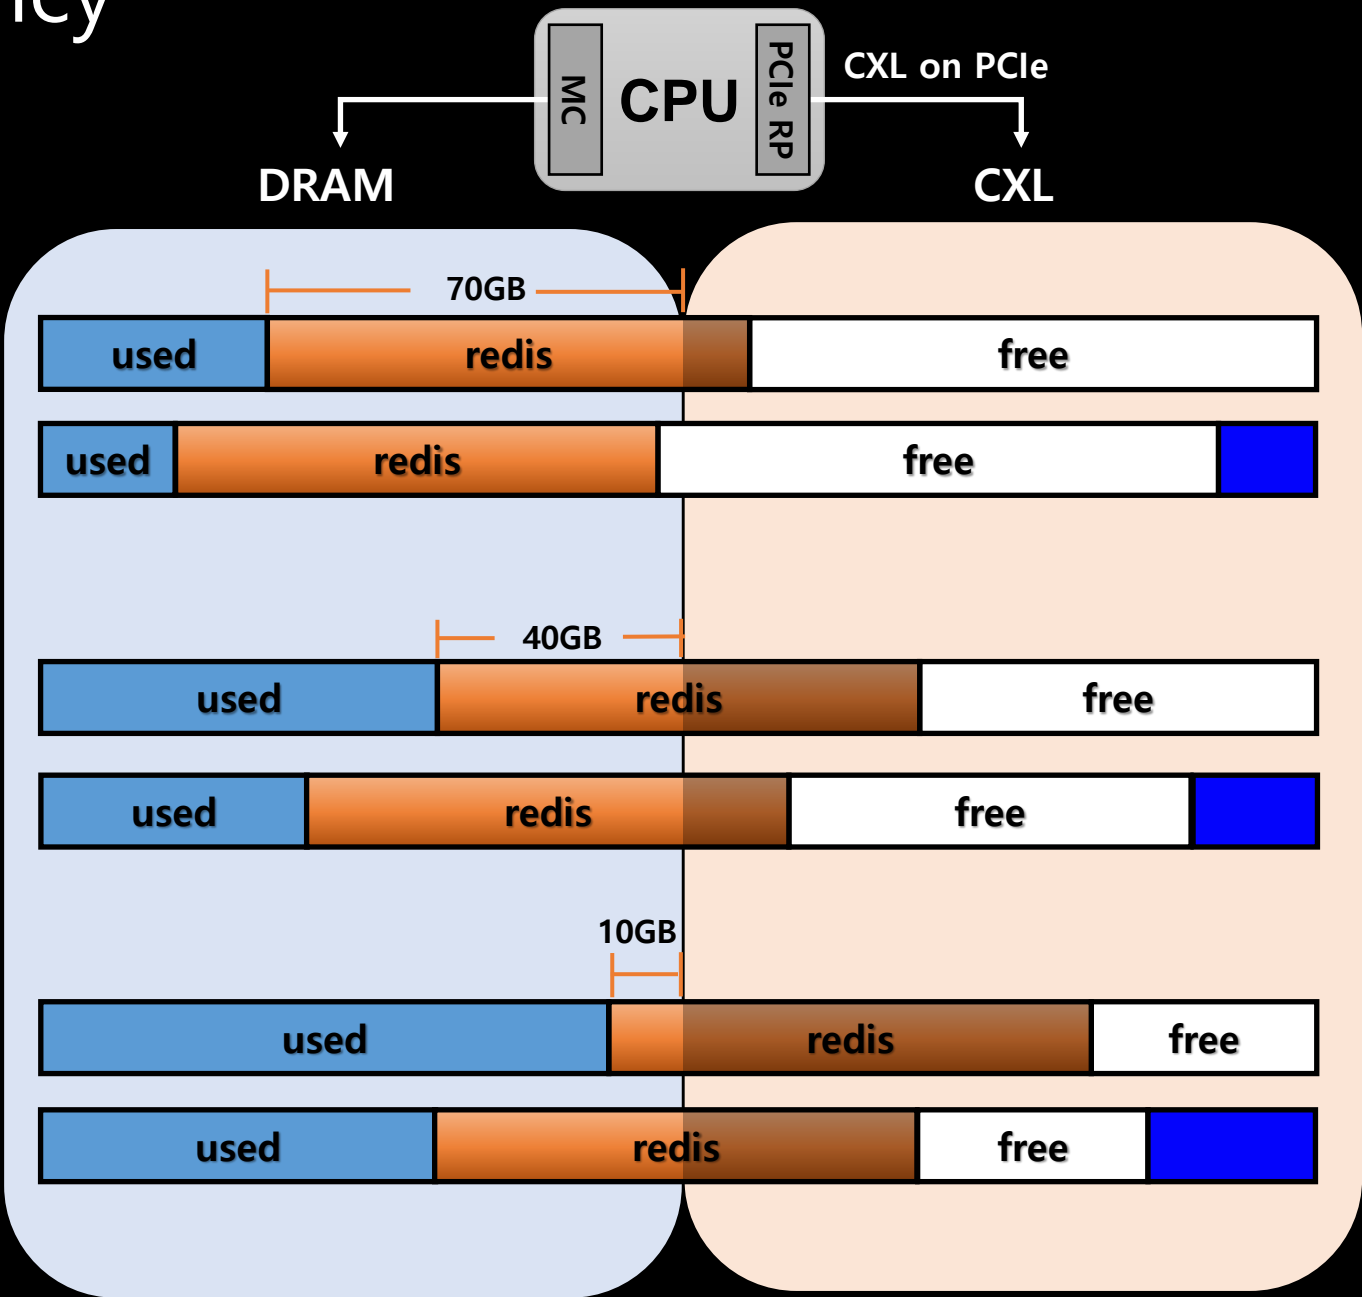 MC
CPU
PCIe RP
CXL on PCIe
DRAM
CXL
70GB
used
redis
free
used
redis
free
40GB
used
redis
free
used
redis
free
10GB
used
redis
free
used
redis
free